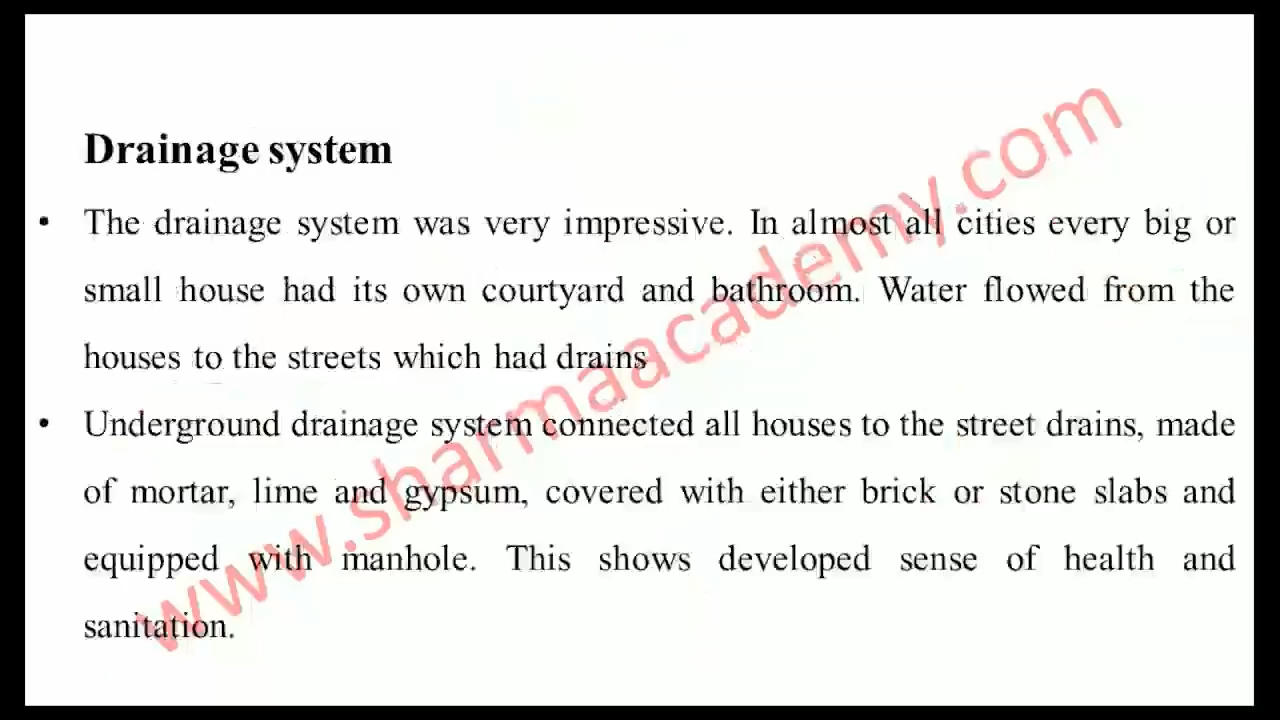 Drainage system
• The drainage system was very impressive. In almost all cities every big or
small house had its own courtyard and bathroom. Water flowed from the
houses to the streets which had drains
• Underground drainage system connected all houses to the street drains, made
of mortar, lime and gypsum, covered with either brick or stone slabs and
equipped with manhole. This shows developed sense of health and
sanitation.
www.sharmaacademy.com